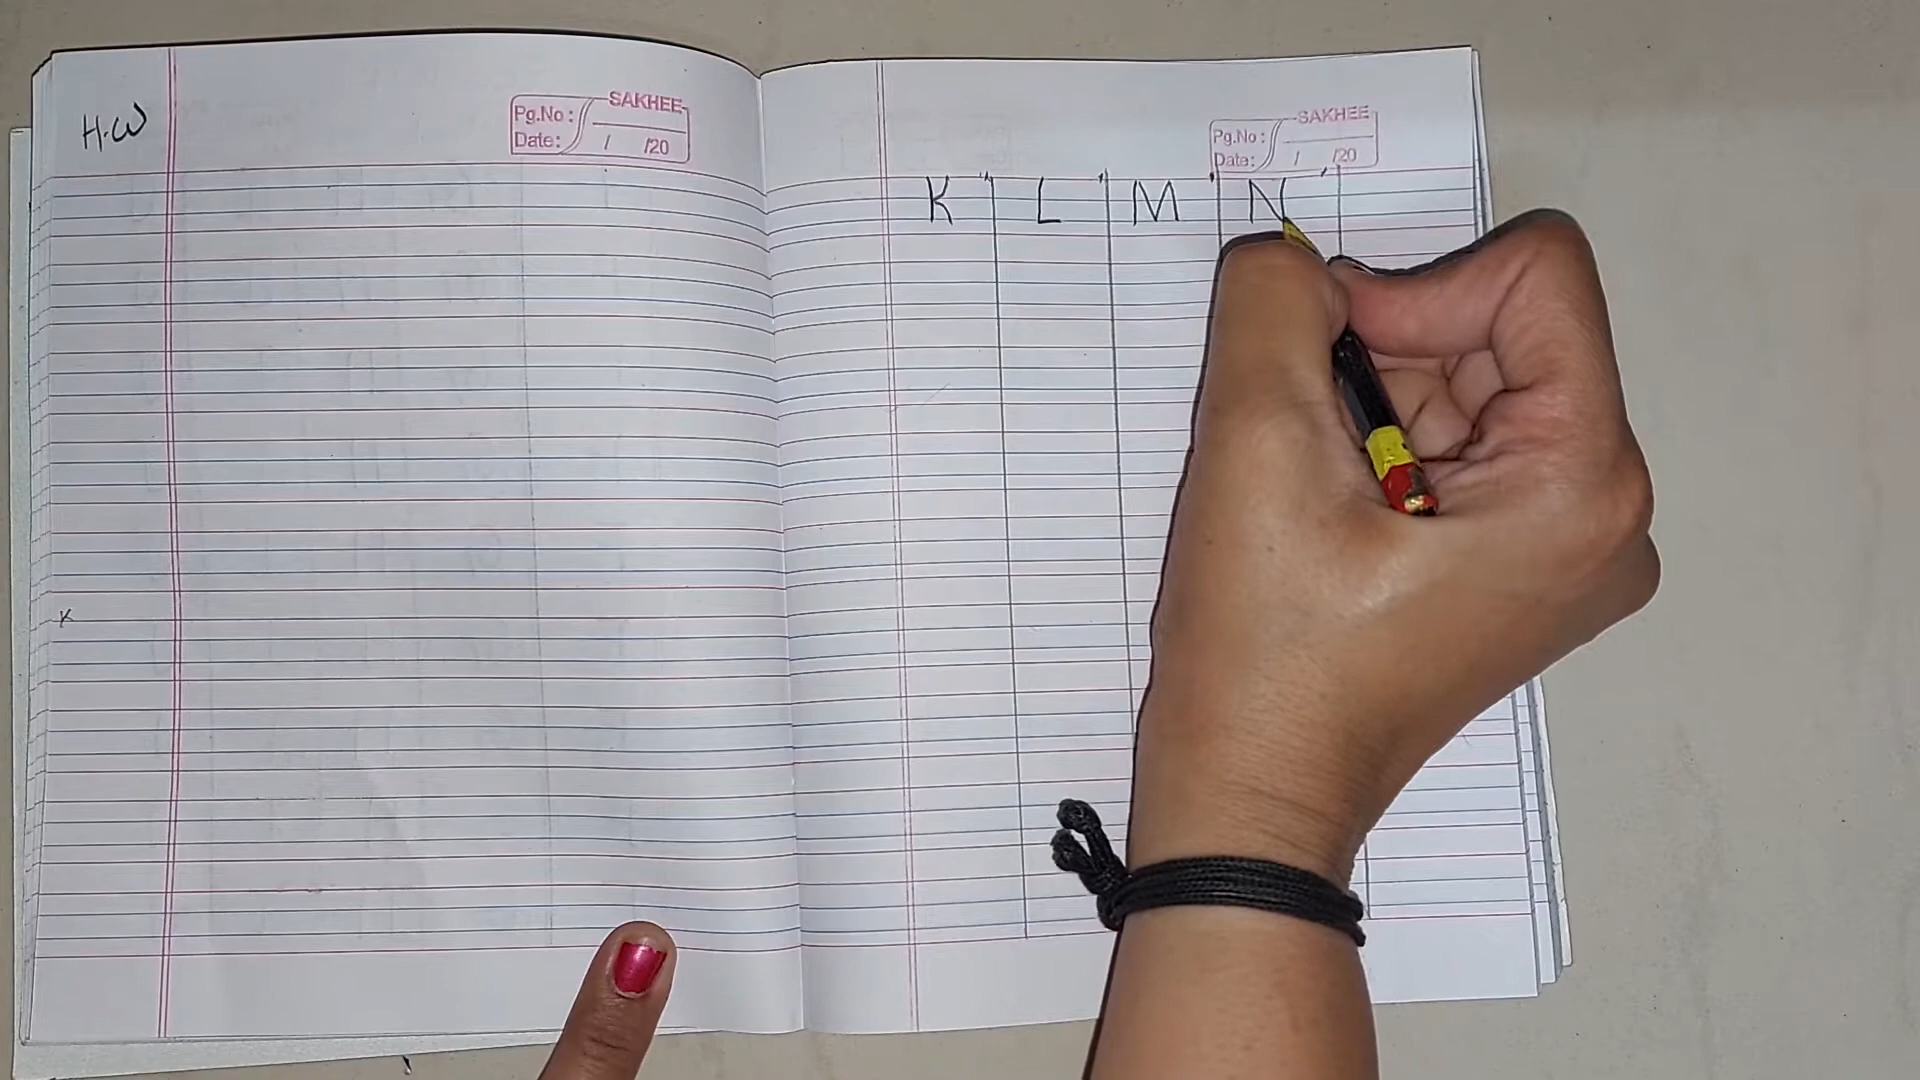 H.W
SAKHEE
Pg.No:
Date: / /20
K
SAKHEE
Pg.No:
Date: / /20
K L M N